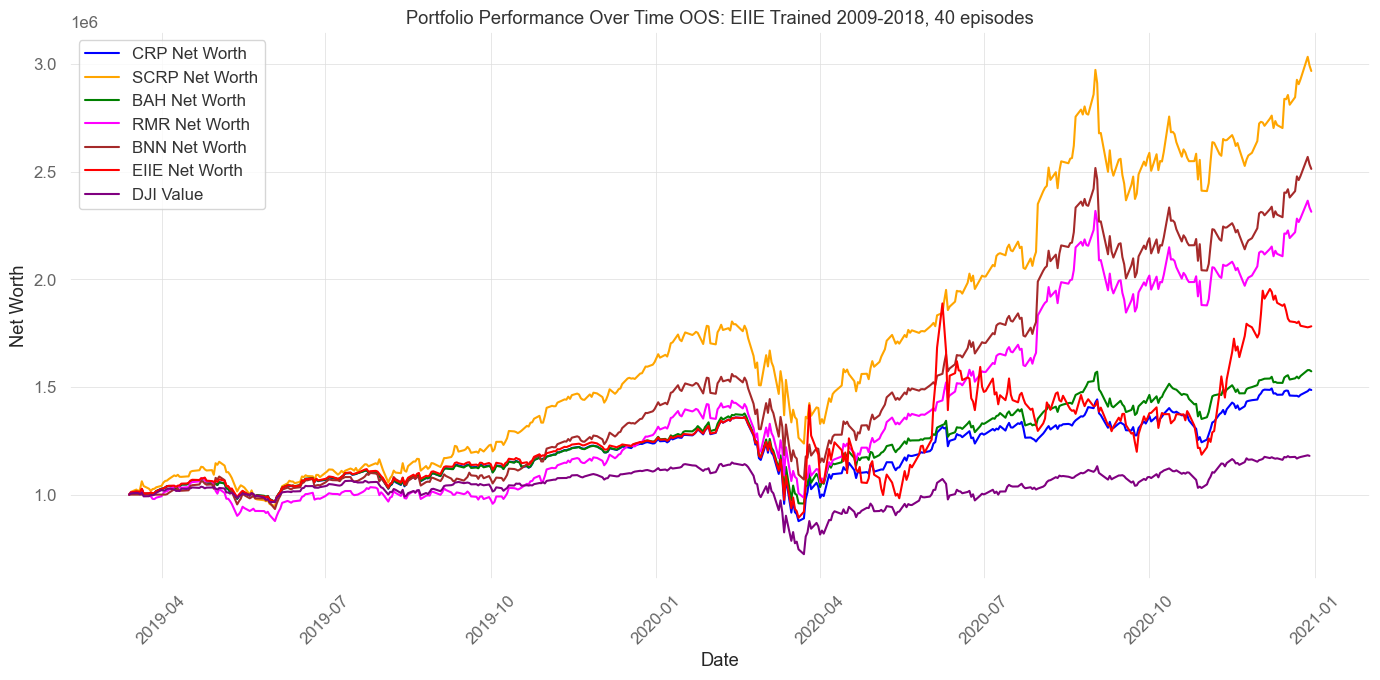 Portfolio Performance Over Time OOS: EIIE Trained 2009-2018, 40 episodes
1e6
CRP Net Worth
SCRP Net Worth
BAH Net Worth
RMR Net Worth
BNN Net Worth
EIIE Net Worth
DJI Value
3.0
2.5
2.0
1.5
1.0
Net Worth
2019-04
2019-07
2019-10
2020-01
2020-04
2020-07
2020-10
2021-01
Date